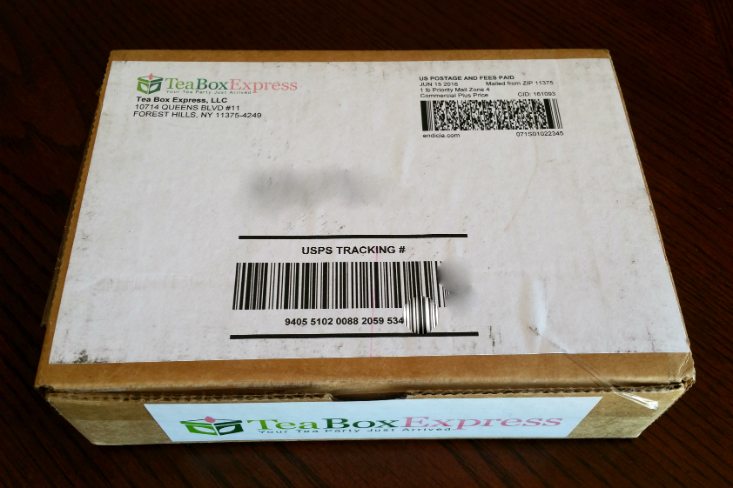 TeaBoxExpress
Your Tea Party Just Arrived
Tea Box Express, LLC
10714 QUEENS BLVD #11
FOREST HILLS, NY 11375-4249
US POSTAGE AND FEES PAID
JUN 15 2016 Mailed from ZIP 11375
1 lb Priority Mail Zone 4
Commercial Plus Price CID: 161093
endicia.com 071S01022345
USPS TRACKING #
9405 5102 0088 2059 534
TeaBoxExpress
Your Tea Party Just Arrived.